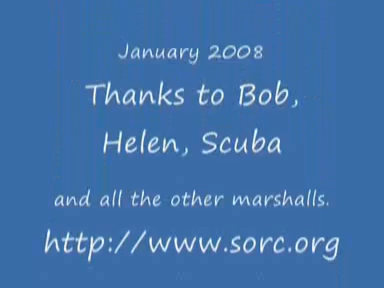 January 2008
Thanks to Bob,
Helen, Scuba
and all the other marshalls.
http://www.sorc.org